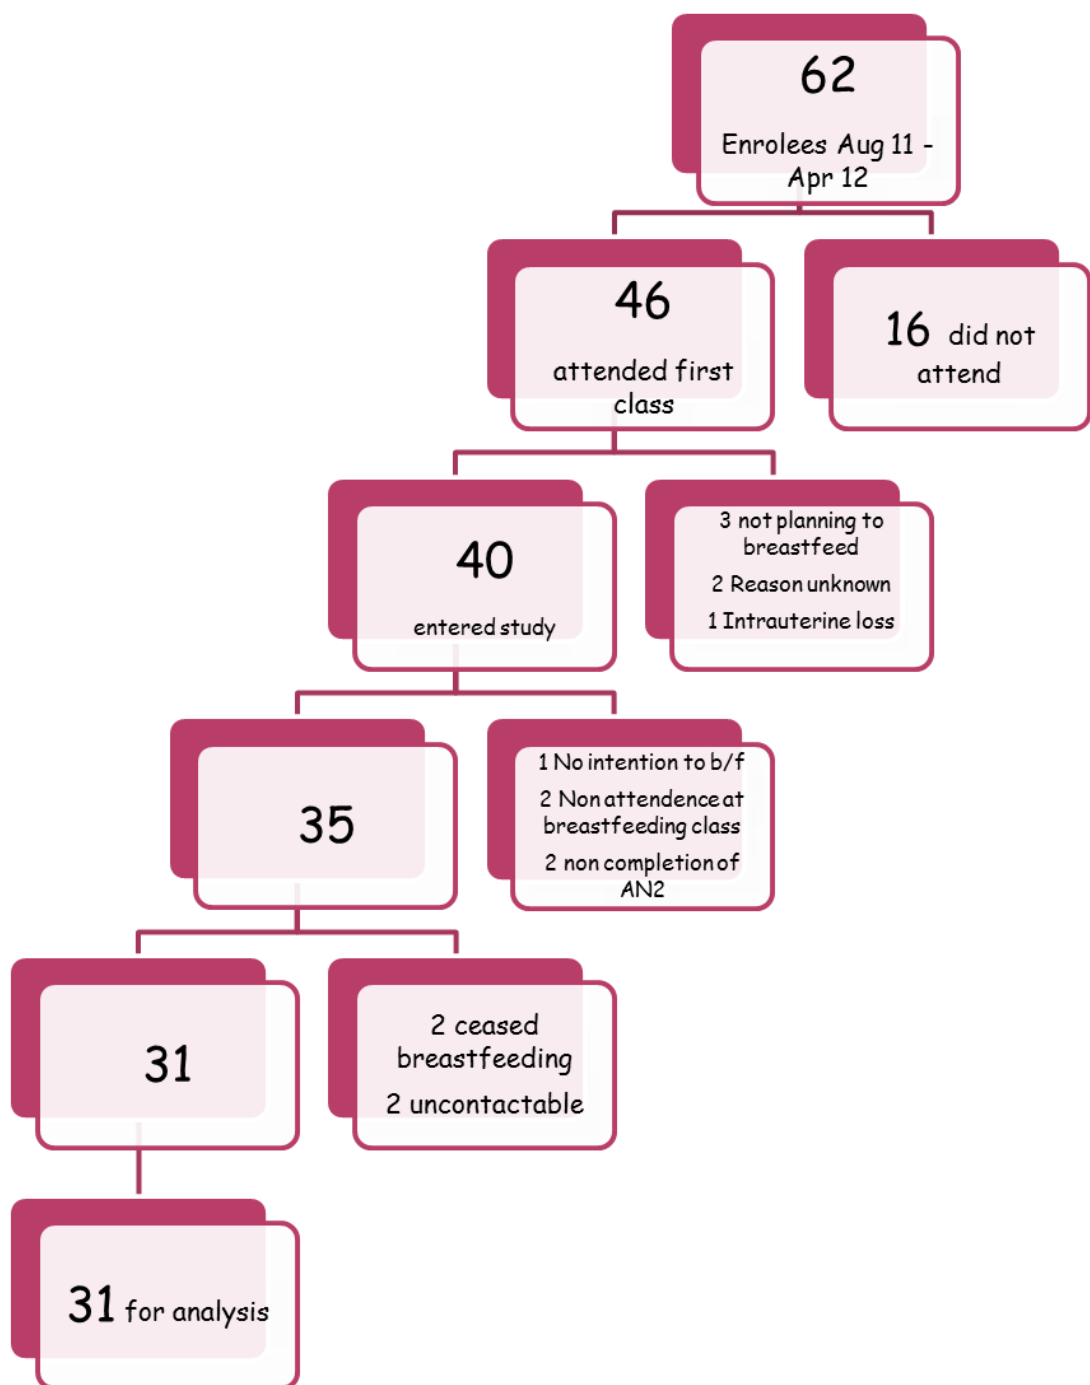 62
Enrolees Aug 11 -
Apr 12
46
attended first
class
16 did not
attend
40
entered study
3 not planning to
breastfeed
2 Reason unknown
1 Intrauterine loss
35
1 No intention to b/f
2 Non attendence at
breastfeeding class
2 non completion of
AN2
31
2 ceased
breastfeeding
2 uncontactable
31 for analysis